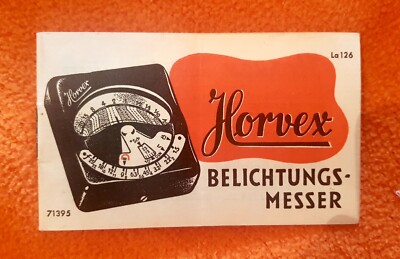 La 126
Horvex
Horvex
BELICHTUNGS-
MESSER
71395